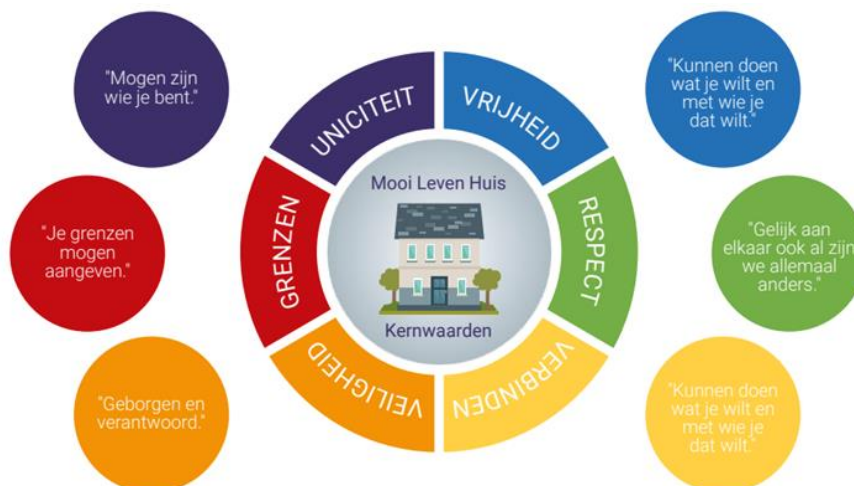 "Mogen zijn
wie je bent."
UNICITEIT
VRIJHEID
"Kunnen doen
wat je wilt en
met wie je
dat wilt."
"Je grenzen
mogen
aangeven."
GRENZEN
Mooi Leven Huis
Kernwaarden
RESPECT
"Gelijk aan
elkaar ook al zijn
we allemaal
anders."
"Geborgen en
verantwoord."
VEILIGHEID
VERBINDEN
"Kunnen doen
wat je wilt en
met wie je
dat wilt."